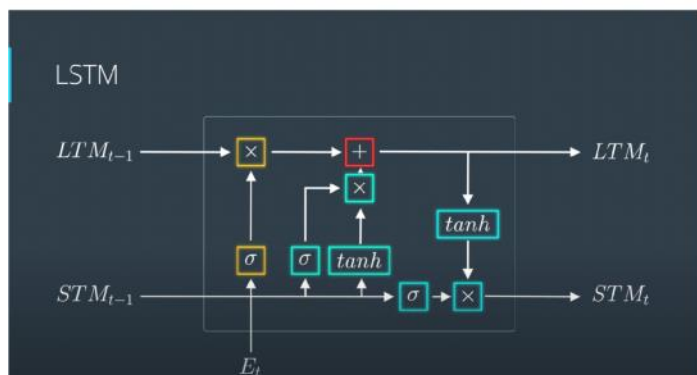 LSTM
LTM_{t-1} × + LTM_t
×
tanh
σ σ tanh
STM_{t-1} σ × STM_t
E_t